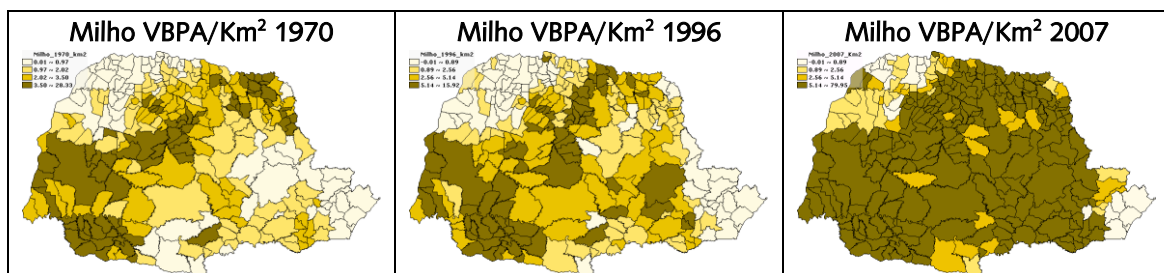 Milho VBPA/Km² 1970
Milho_1970_km2
0.01 ~ 0.97
0.97 ~ 2.02
2.02 ~ 3.50
3.50 ~ 28.33
Milho VBPA/Km² 1996
Milho_1996_km2
-0.01 ~ 0.89
0.89 ~ 2.56
2.56 ~ 5.14
5.14 ~ 15.92
Milho VBPA/Km² 2007
Milho_2007_Km2
-0.01 ~ 0.89
0.89 ~ 2.56
2.56 ~ 5.14
5.14 ~ 79.95